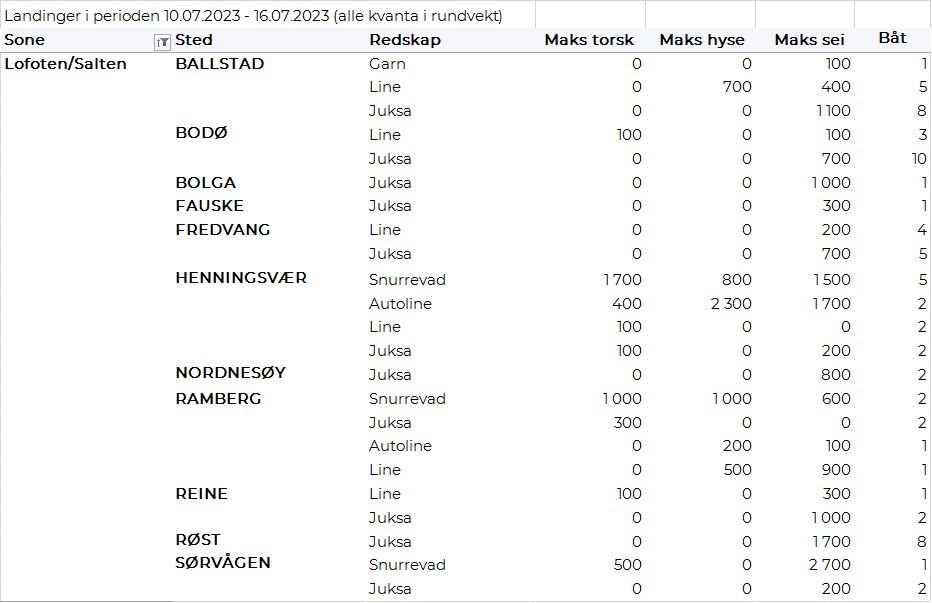 Landinger i perioden 10.07.2023 - 16.07.2023 (alle kvanta i rundvekt)
Sone Sted Redskap Maks torsk Maks hyse Maks sei Båt
Lofoten/Salten BALLSTAD Garn 0 0 100 1
Line 0 700 400 5
Juksa 0 0 1 100 8
BODØ Line 100 0 100 3
Juksa 0 0 700 10
BOLGA Juksa 0 0 1 000 1
FAUSKE Juksa 0 0 300 1
FREDVANG Line 0 0 200 4
Juksa 0 0 700 5
HENNINGSVÆR Snurrevad 1 700 800 1 500 5
Autoline 400 2 300 1 700 2
Line 100 0 0 2
Juksa 100 0 200 2
NORDNESØY Juksa 0 0 800 2
RAMBERG Snurrevad 1 000 1 000 600 2
Juksa 300 0 0 2
Autoline 0 200 100 1
Line 0 500 900 1
REINE Line 100 0 300 1
Juksa 0 0 1 000 2
RØST Juksa 0 0 1 700 8
SØRVÅGEN Snurrevad 500 0 2 700 1
Juksa 0 0 200 2